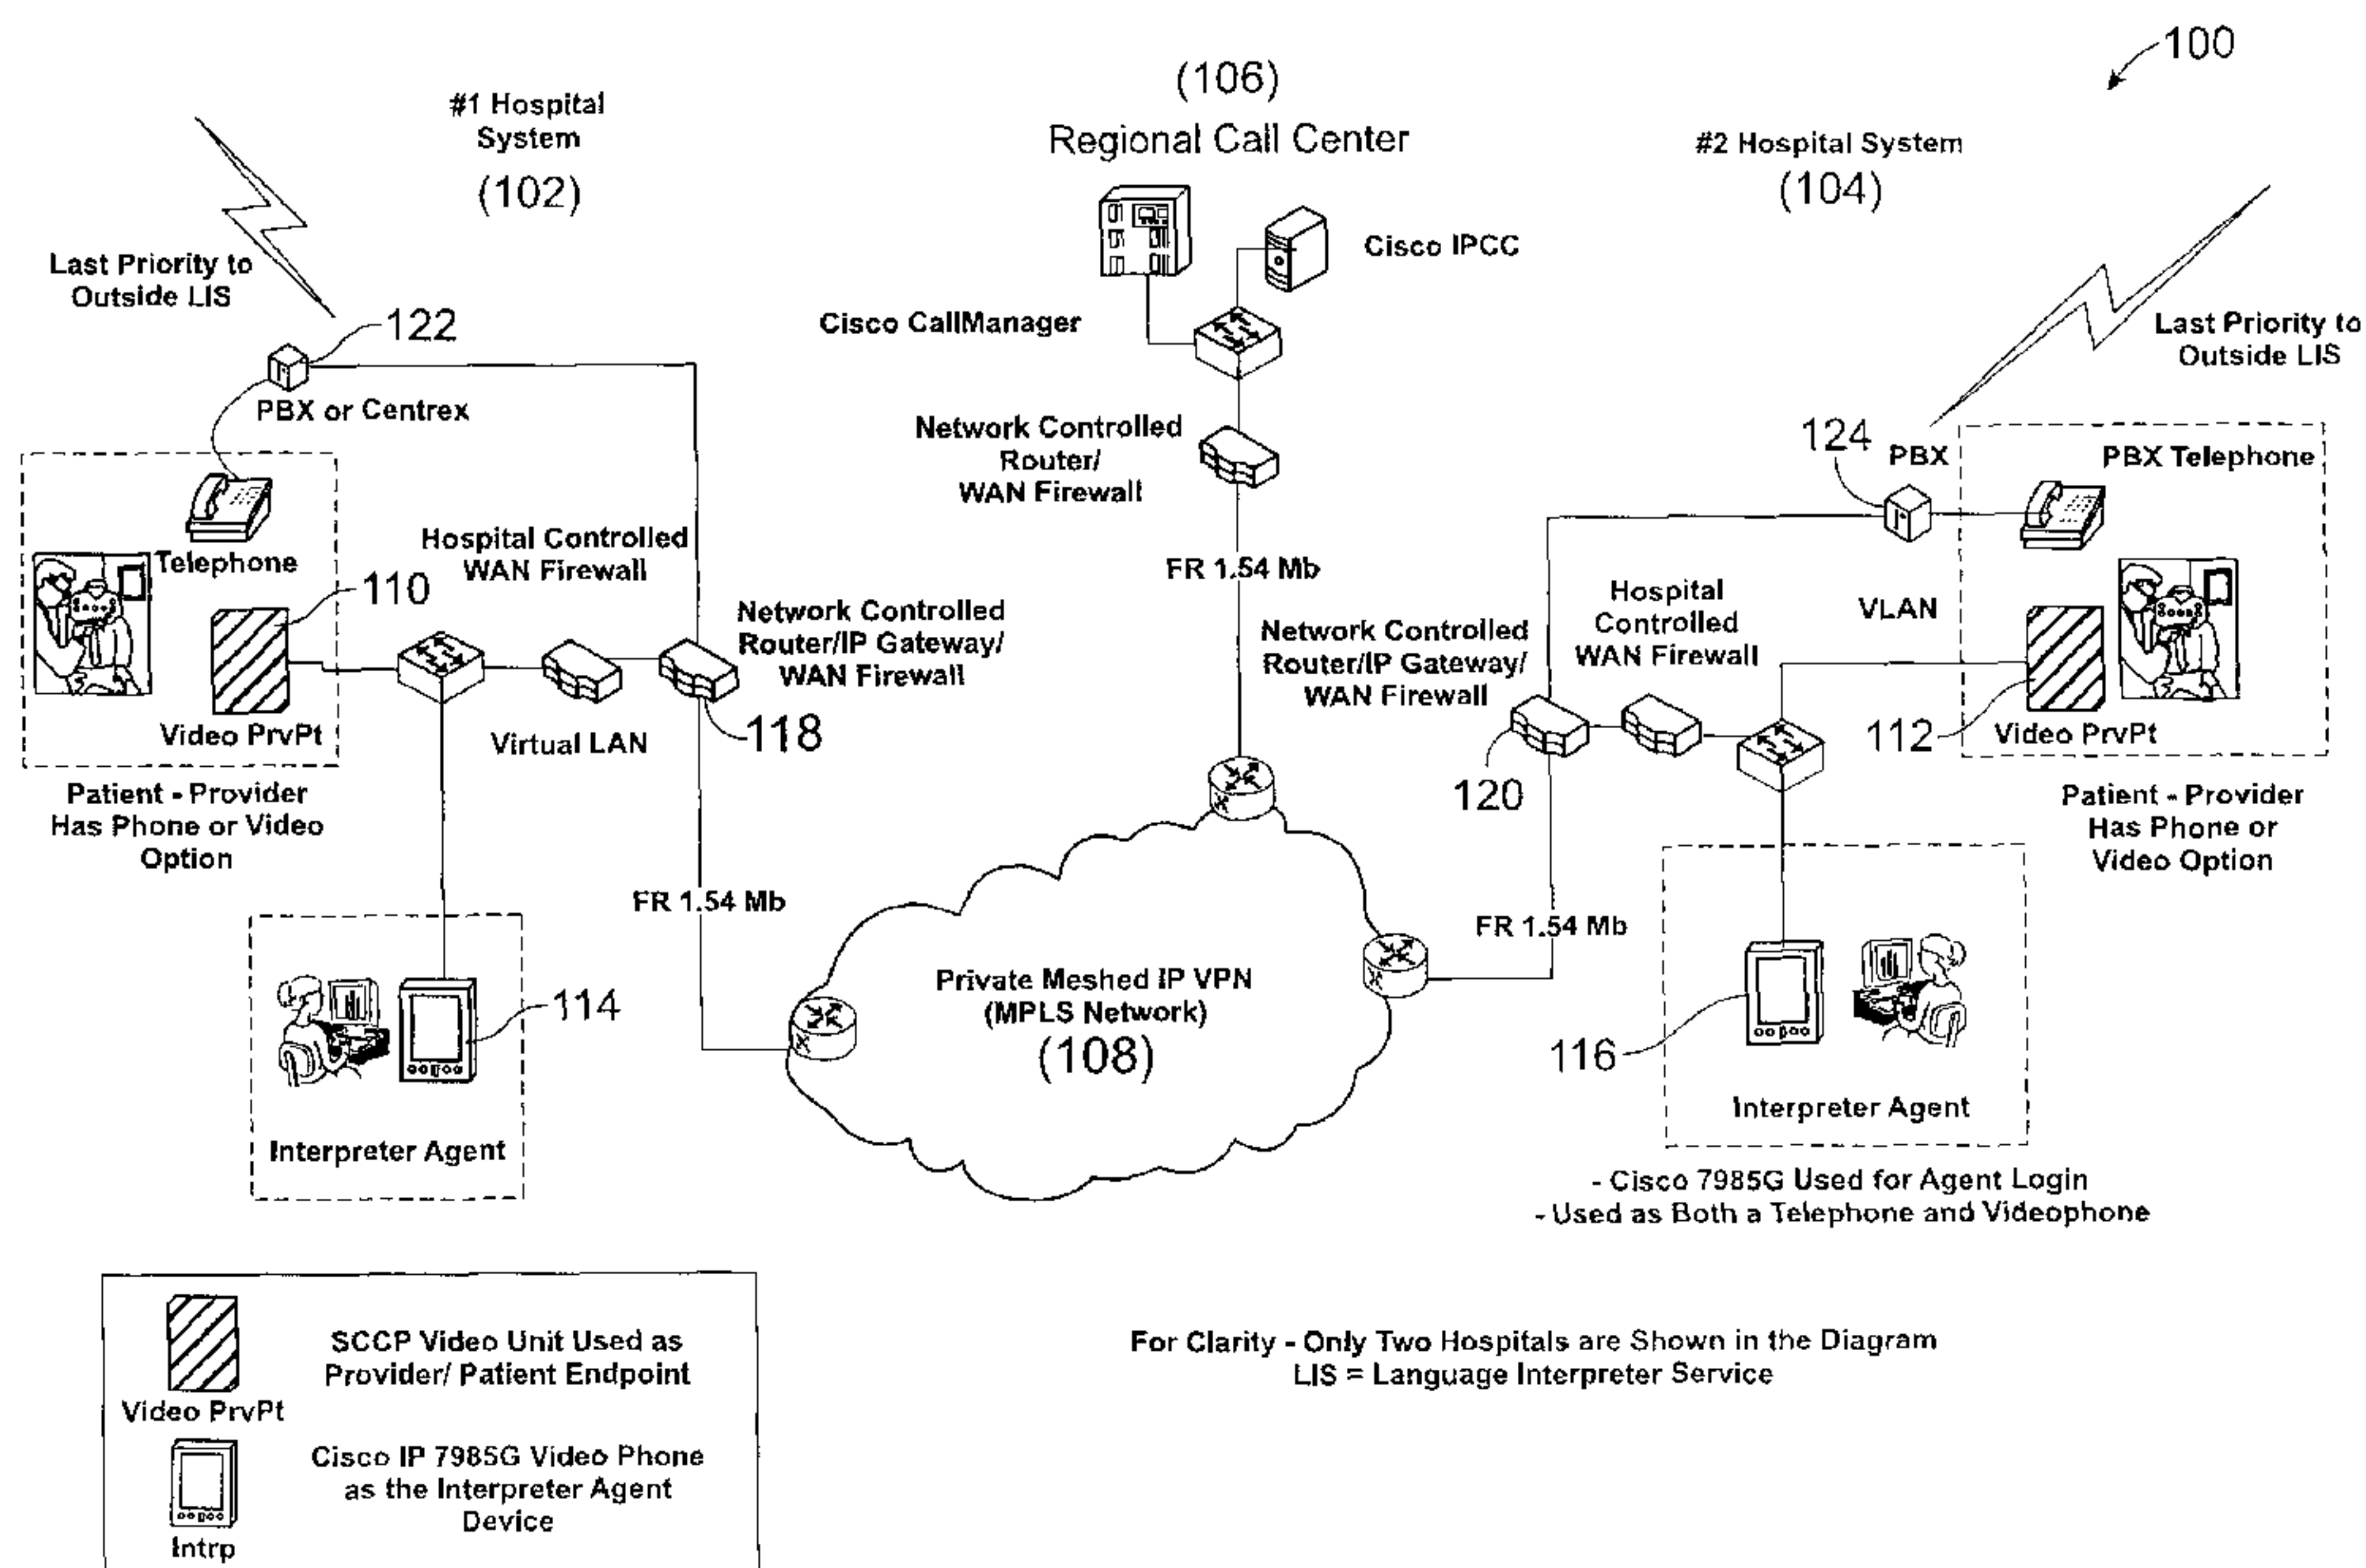 100
(106)
Regional Call Center
#1 Hospital
System
(102)
#2 Hospital System
(104)
Cisco IPCC
Cisco CallManager
Last Priority to
Outside LIS
122
PBX or Centrex
Last Priority to
Outside LIS
Network Controlled
Router/
WAN Firewall
124
PBX
PBX Telephone
Telephone
Hospital Controlled
WAN Firewall
110
FR 1.54 Mb
Network Controlled
Router/IP Gateway/
WAN Firewall
118
Virtual LAN
Video PrvPt
Patient - Provider
Has Phone or Video
Option
Network Controlled
Router/IP Gateway/
WAN Firewall
120
Hospital
Controlled
WAN Firewall
VLAN
112
Video PrvPt
Patient - Provider
Has Phone or
Video Option
FR 1.54 Mb
FR 1.54 Mb
Private Meshed IP VPN
(MPLS Network)
(108)
114
Interpreter Agent
116
Interpreter Agent
- Cisco 7985G Used for Agent Login
- Used as Both a Telephone and Videophone
SCCP Video Unit Used as
Provider/ Patient Endpoint
Video PrvPt
Cisco IP 7985G Video Phone
as the Interpreter Agent
Device
Intrp
For Clarity - Only Two Hospitals are Shown in the Diagram
LIS = Language Interpreter Service